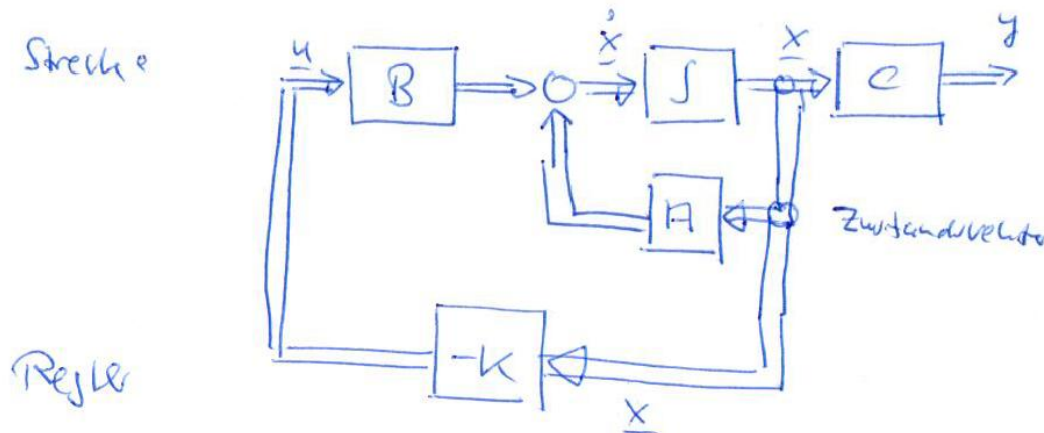 Strecke u B ẋ ∫ x C y
A Zustandsvektor
Regler -K
x